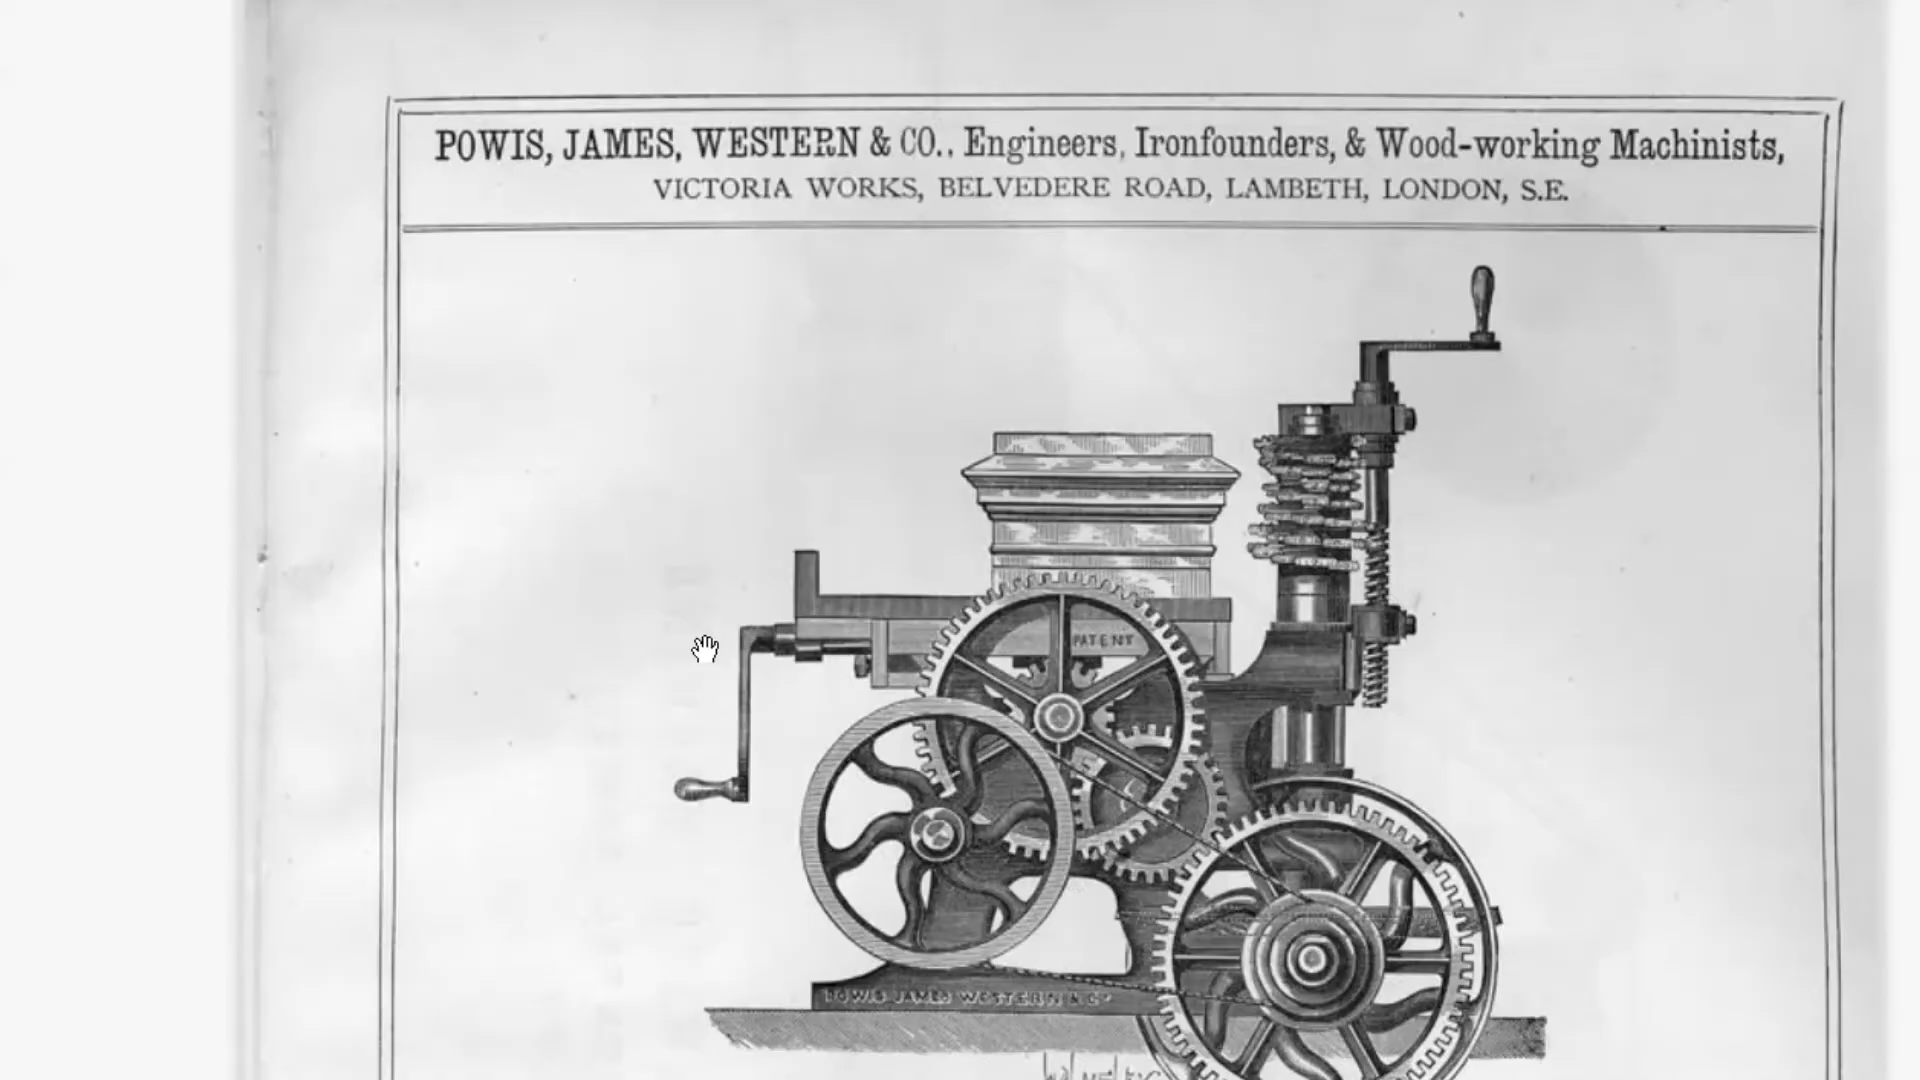 POWIS, JAMES, WESTERN & CO., Engineers, Ironfounders, & Wood-working Machinists,
VICTORIA WORKS, BELVEDERE ROAD, LAMBETH, LONDON, S.E.
PATENT
POWIS JAMES WESTERN & Co